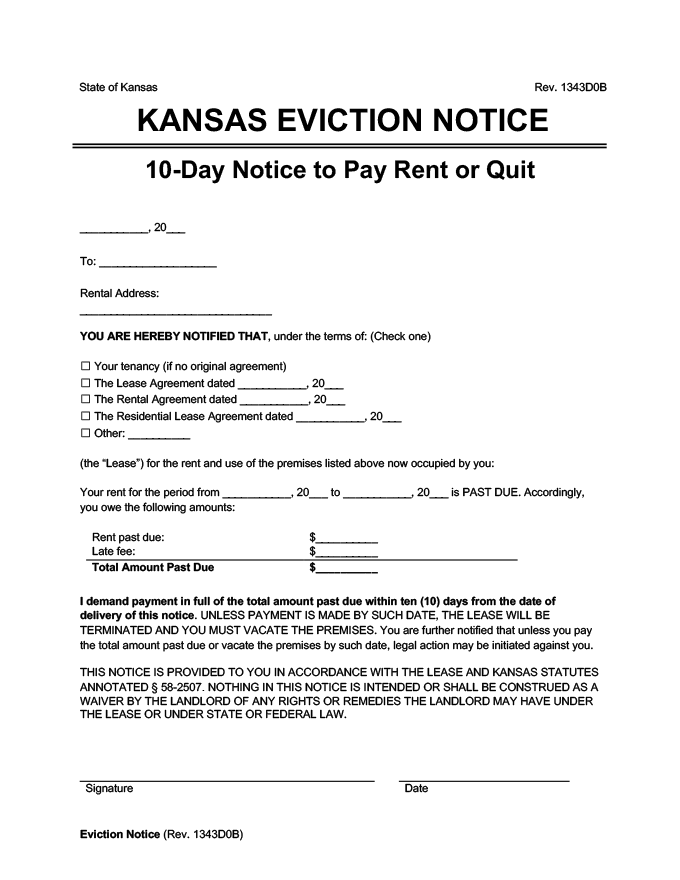 State of Kansas Rev. 1343D0B
KANSAS EVICTION NOTICE
10-Day Notice to Pay Rent or Quit
___________, 20___
To: ___________________
Rental Address:
_______________________________
YOU ARE HEREBY NOTIFIED THAT, under the terms of: (Check one)
☐ Your tenancy (if no original agreement)
☐ The Lease Agreement dated ___________, 20___
☐ The Rental Agreement dated ___________, 20___
☐ The Residential Lease Agreement dated ___________, 20___
☐ Other: __________
(the “Lease”) for the rent and use of the premises listed above now occupied by you:
Your rent for the period from ___________, 20___ to ___________, 20___ is PAST DUE. Accordingly,
you owe the following amounts:
Rent past due: $__________
Late fee: $__________
Total Amount Past Due $__________
I demand payment in full of the total amount past due within ten (10) days from the date of
delivery of this notice. UNLESS PAYMENT IS MADE BY SUCH DATE, THE LEASE WILL BE
TERMINATED AND YOU MUST VACATE THE PREMISES. You are further notified that unless you pay
the total amount past due or vacate the premises by such date, legal action may be initiated against you.
THIS NOTICE IS PROVIDED TO YOU IN ACCORDANCE WITH THE LEASE AND KANSAS STATUTES
ANNOTATED § 58-2507. NOTHING IN THIS NOTICE IS INTENDED OR SHALL BE CONSTRUED AS A
WAIVER BY THE LANDLORD OF ANY RIGHTS OR REMEDIES THE LANDLORD MAY HAVE UNDER
THE LEASE OR UNDER STATE OR FEDERAL LAW.
Signature Date
Eviction Notice (Rev. 1343D0B)